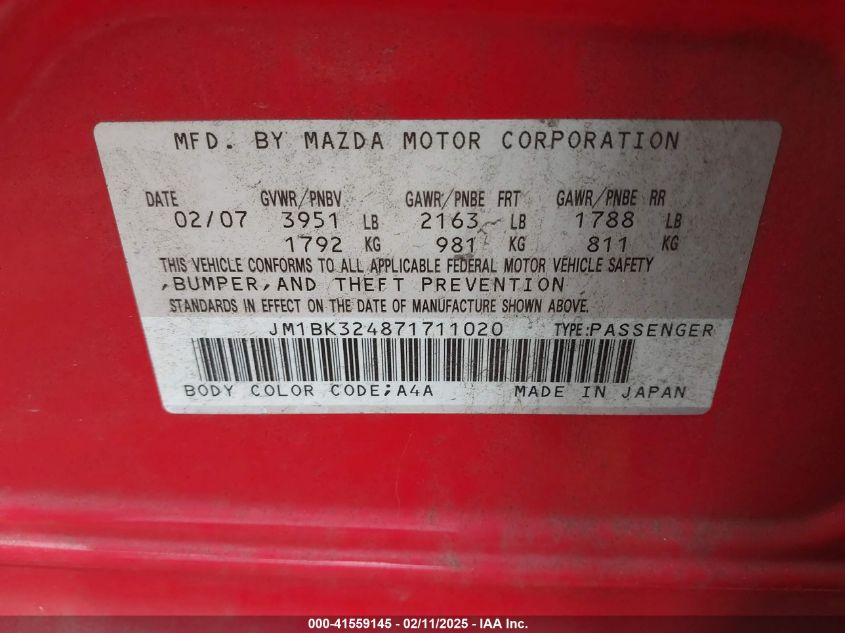 MFD. BY MAZDA MOTOR CORPORATION
DATE GVWR/PNBV GAWR/PNBE FRT GAWR/PNBE RR
02/07 3951 LB 2163 LB 1788 LB
1792 KG 981 KG 811 KG
THIS VEHICLE CONFORMS TO ALL APPLICABLE FEDERAL MOTOR VEHICLE SAFETY
,BUMPER,AND THEFT PREVENTION
STANDARDS IN EFFECT ON THE DATE OF MANUFACTURE SHOWN ABOVE.
JM1BK324871711020 TYPE:PASSENGER
BODY COLOR CODE;A4A MADE IN JAPAN
000-41559145 - 02/11/2025 - IAA Inc.